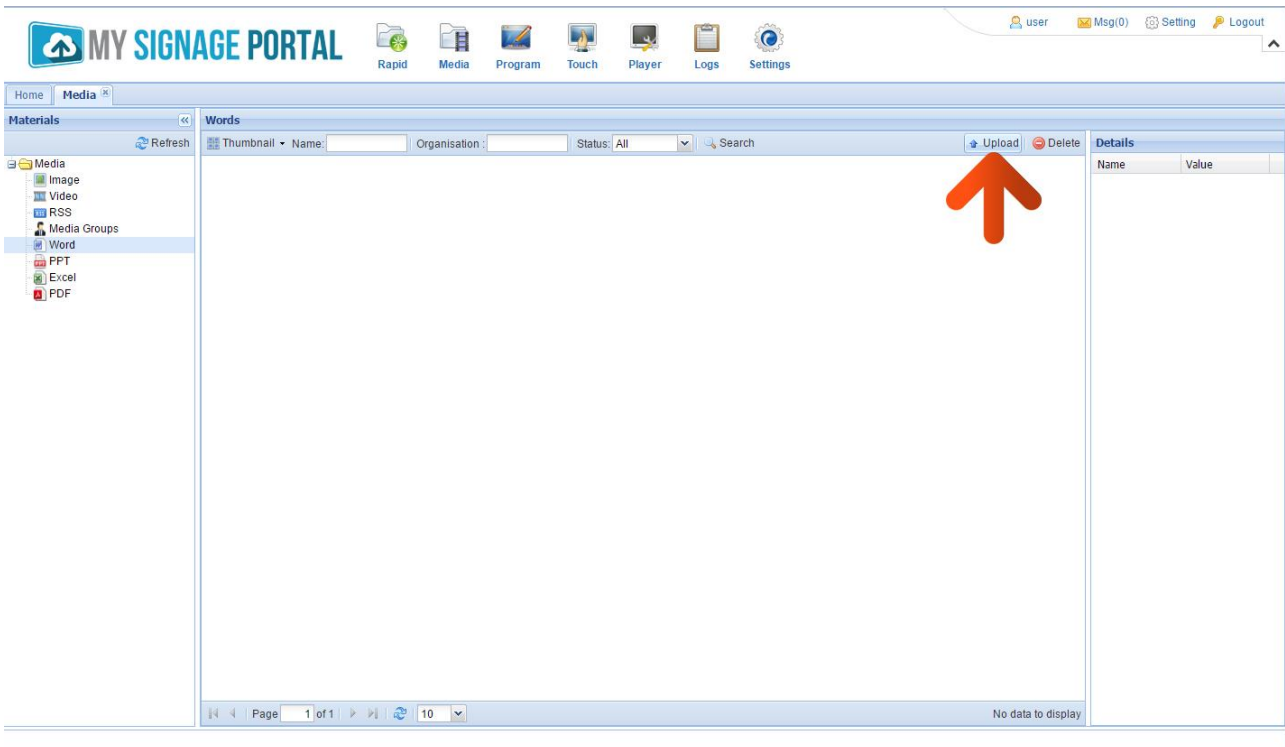 user Msg(0) Setting Logout
MY SIGNAGE PORTAL
Rapid Media Program Touch Player Logs Settings
Home Media
Materials Words
Refresh Thumbnail Name: Organisation : Status: All Search Upload Delete Details
Media Name Value
Image
Video
RSS
Media Groups
Word
PPT
Excel
PDF
Page 1 of 1 10 No data to display